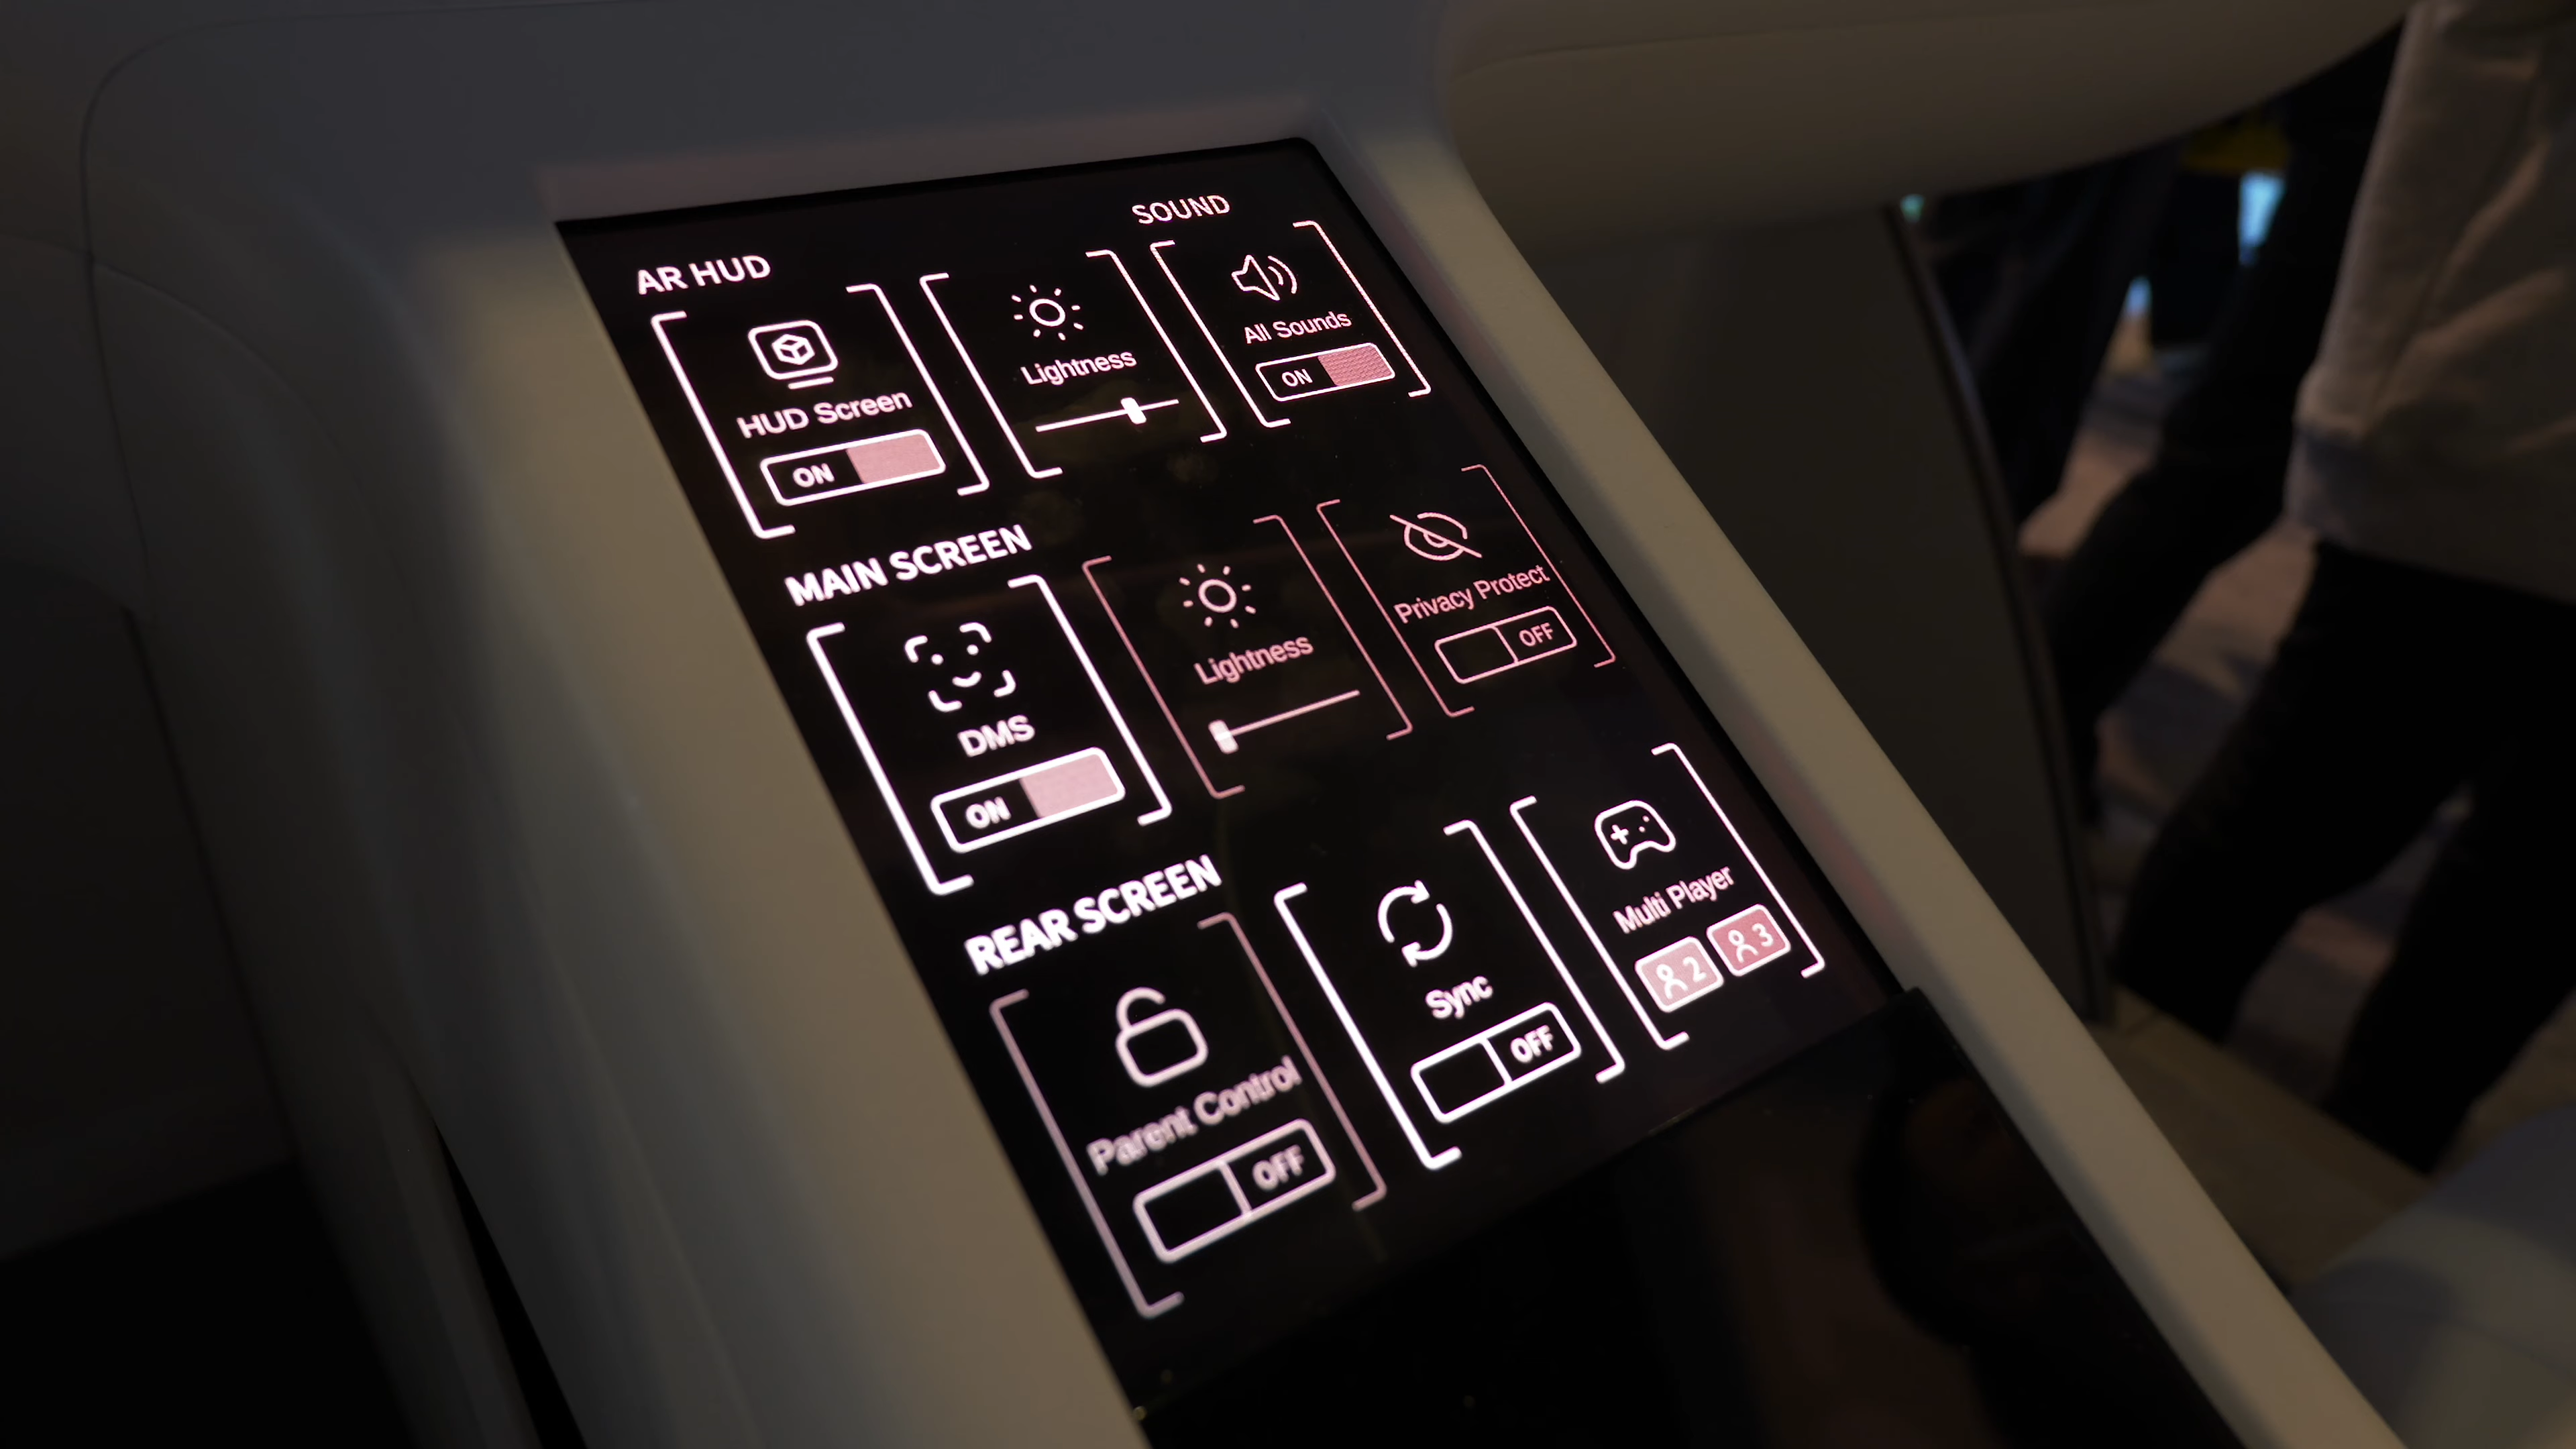 SOUND
AR HUD
HUD Screen
ON
Lightness
All Sounds
ON
MAIN SCREEN
DMS
ON
Lightness
Privacy Protect
OFF
REAR SCREEN
Parent Control
OFF
Sync
OFF
Multi Player
2
3